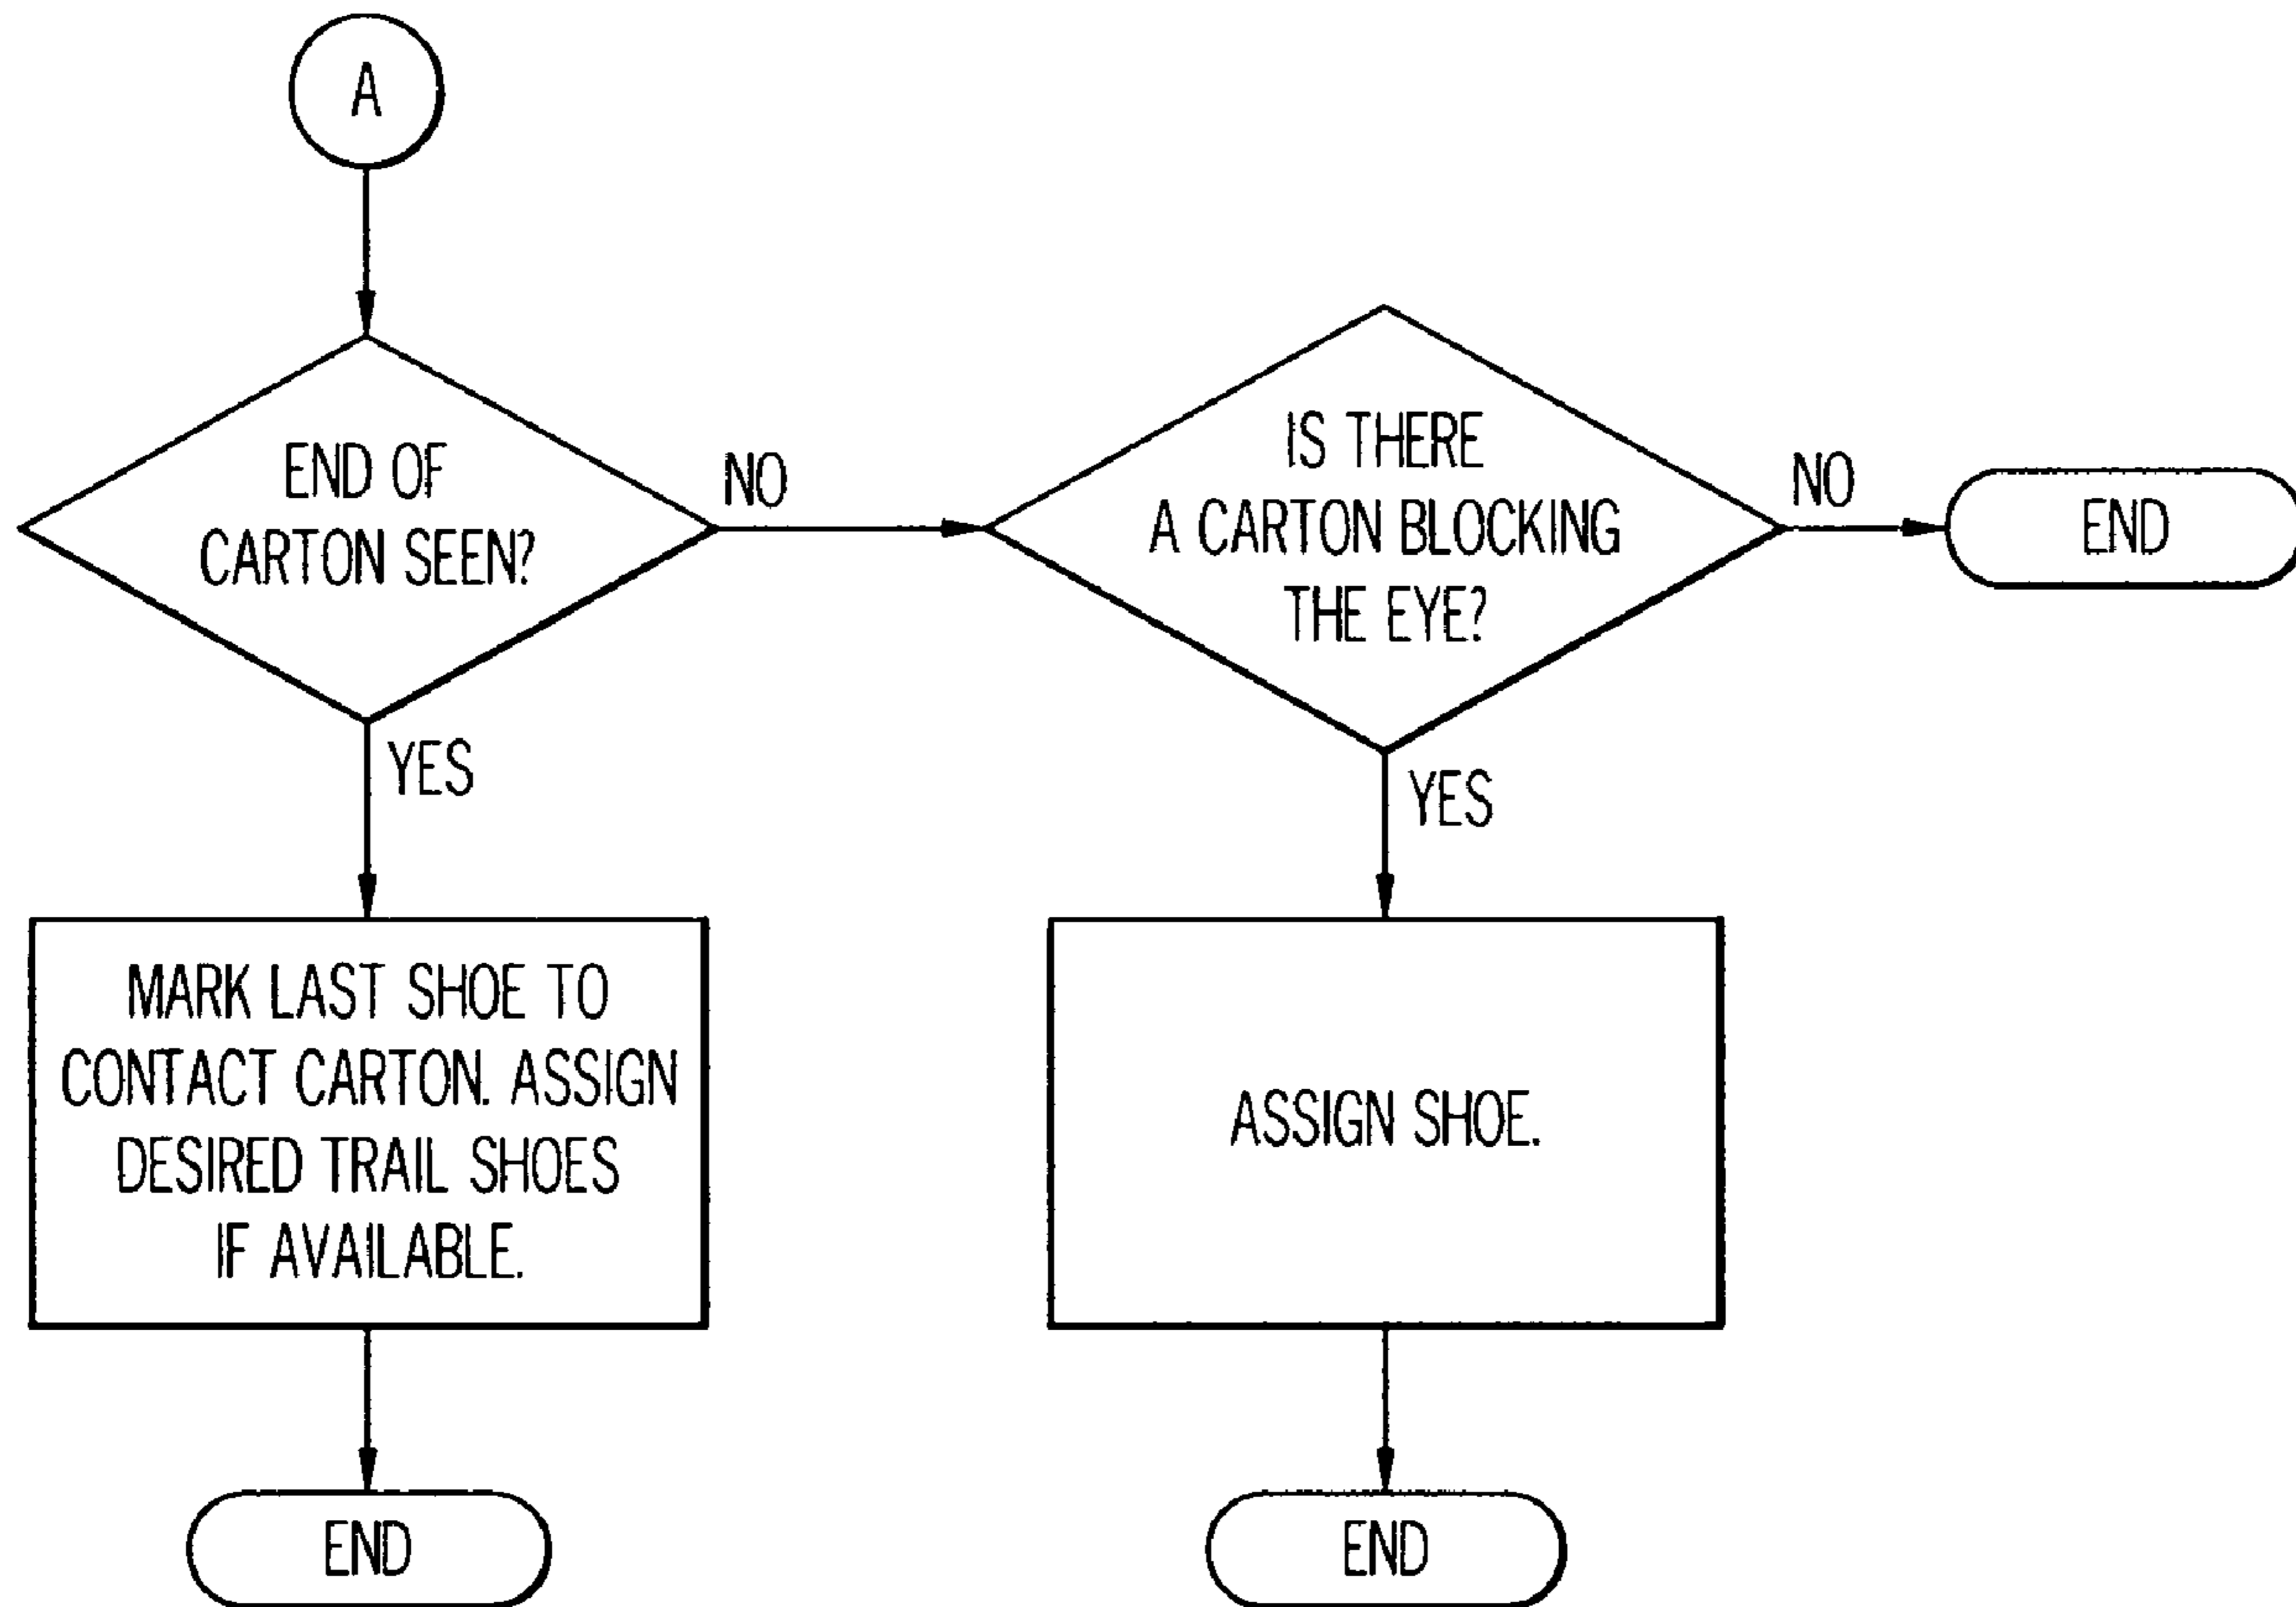 A
END OF
CARTON SEEN?
NO
IS THERE
A CARTON BLOCKING
THE EYE?
NO
END
YES
YES
MARK LAST SHOE TO
CONTACT CARTON. ASSIGN
DESIRED TRAIL SHOES
IF AVAILABLE.
ASSIGN SHOE.
END
END